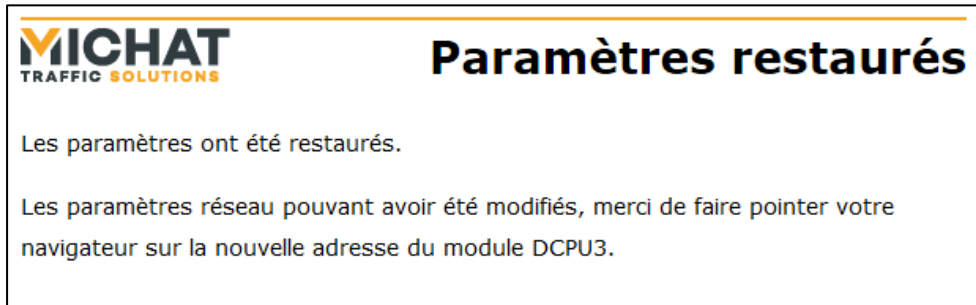 MICHAT
TRAFFIC SOLUTIONS
Paramètres restaurés
Les paramètres ont été restaurés.
Les paramètres réseau pouvant avoir été modifiés, merci de faire pointer votre
navigateur sur la nouvelle adresse du module DCPU3.